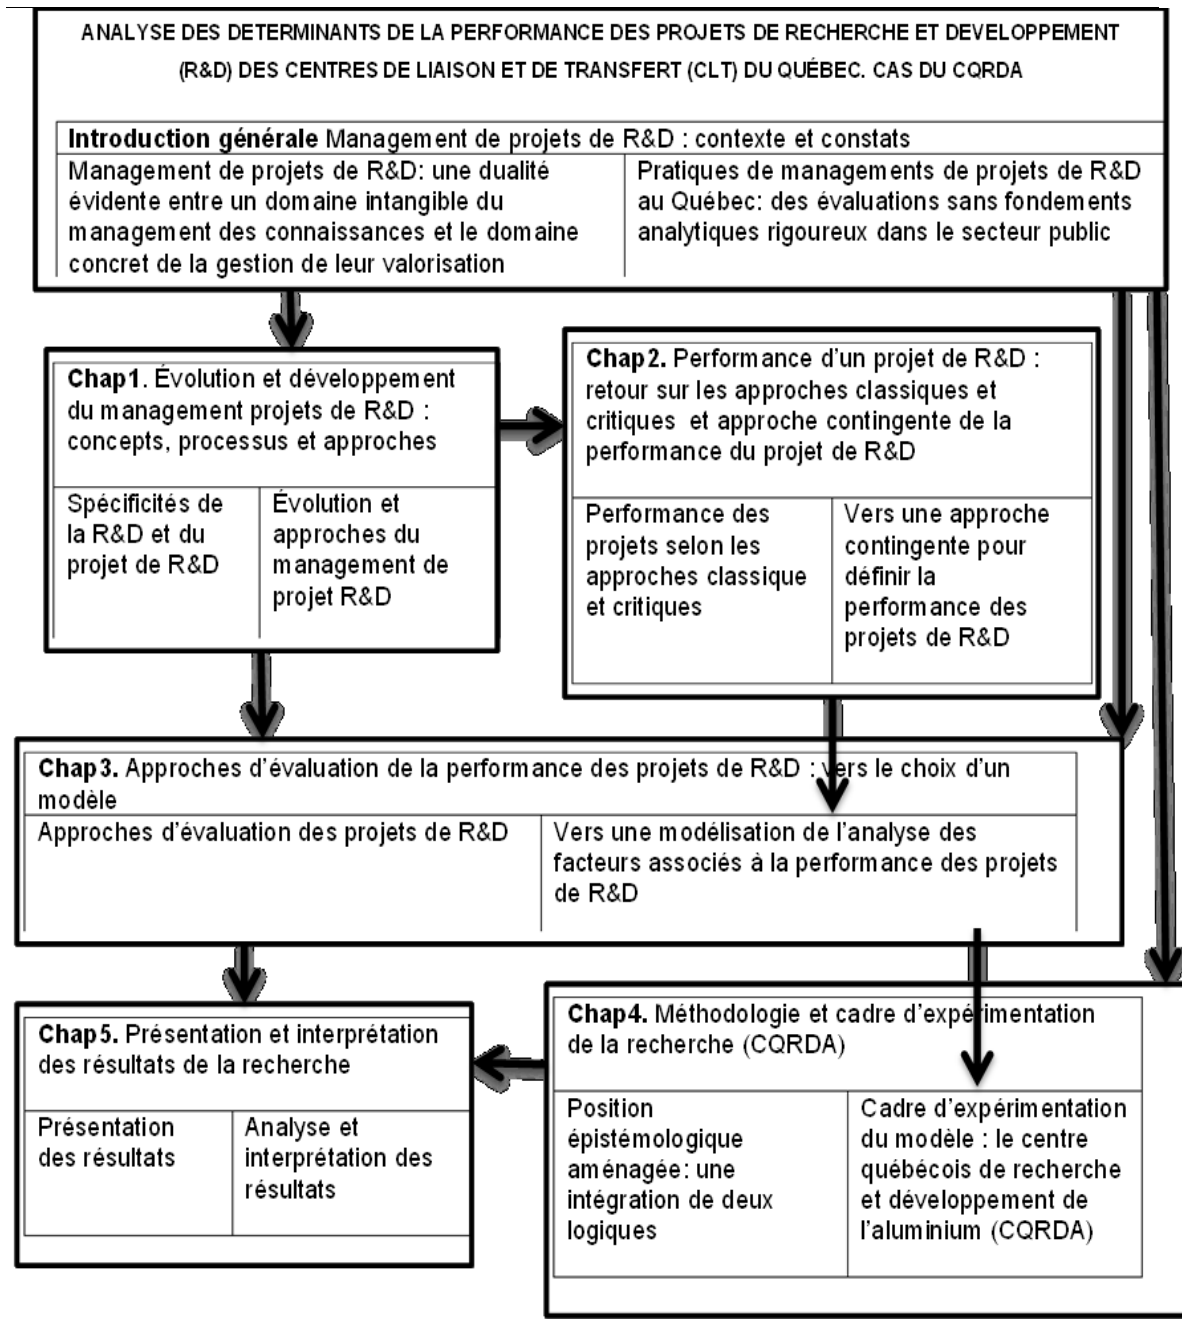 ANALYSE DES DETERMINANTS DE LA PERFORMANCE DES PROJETS DE RECHERCHE ET DEVELOPPEMENT
(R&D) DES CENTRES DE LIAISON ET DE TRANSFERT (CLT) DU QUÉBEC. CAS DU CQRDA
Introduction générale Management de projets de R&D : contexte et constats
Management de projets de R&D: une dualité
évidente entre un domaine intangible du
management des connaissances et le domaine
concret de la gestion de leur valorisation
Pratiques de managements de projets de R&D
au Québec: des évaluations sans fondements
analytiques rigoureux dans le secteur public
Chap1. Évolution et développement
du management projets de R&D :
concepts, processus et approches
Spécificités de
la R&D et du
projet de R&D
Évolution et
approches du
management de
projet R&D
Chap2. Performance d'un projet de R&D :
retour sur les approches classiques et
critiques et approche contingente de la
performance du projet de R&D
Performance des
projets selon les
approches classique
et critiques
Vers une approche
contingente pour
définir la
performance des
projets de R&D
Chap3. Approches d'évaluation de la performance des projets de R&D : vers le choix d'un
modèle
Approches d'évaluation des projets de R&D
Vers une modélisation de l'analyse des
facteurs associés à la performance des projets
de R&D
Chap5. Présentation et interprétation
des résultats de la recherche
Présentation
des résultats
Analyse et
interprétation des
résultats
Chap4. Méthodologie et cadre d'expérimentation
de la recherche (CQRDA)
Position
épistémologique
aménagée: une
intégration de deux
logiques
Cadre d'expérimentation
du modèle : le centre
québécois de recherche
et développement de
l'aluminium (CQRDA)